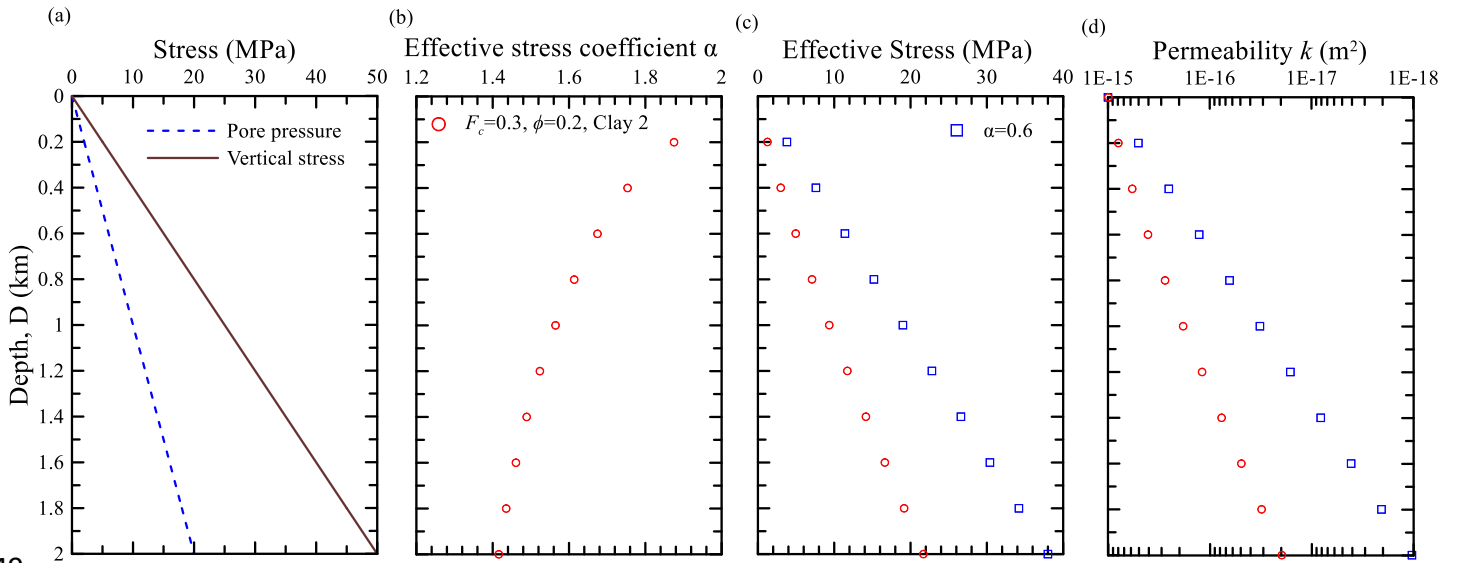 (a)
Stress (MPa)
0 10 20 30 40 50
Depth, D (km)
0
0.2
0.4
0.6
0.8
1
1.2
1.4
1.6
1.8
2
Pore pressure
Vertical stress
(b)
Effective stress coefficient α
1.2 1.4 1.6 1.8 2
F_c=0.3, ϕ=0.2, Clay 2
(c)
Effective Stress (MPa)
0 10 20 30 40
α=0.6
(d)
Permeability k (m²)
1E-15 1E-16 1E-17 1E-18